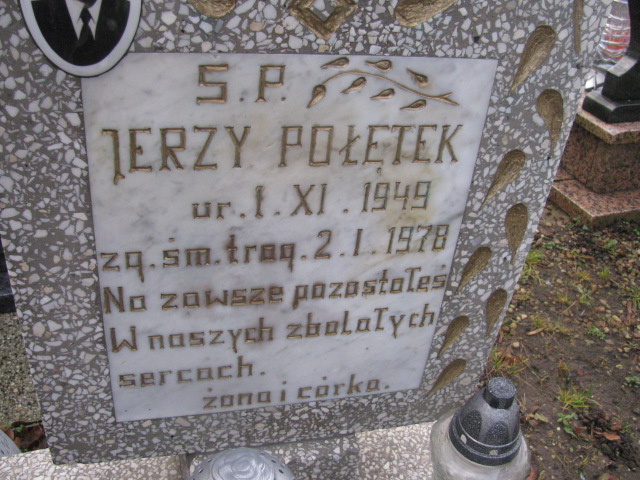 S.P.
JERZY POŁĘTEK
ur. 1. XI. 1949
zg. śm. trag. 2. I. 1978
Na zawsze pozostałeś
W naszych zbolałych
sercach.
żona i córka.